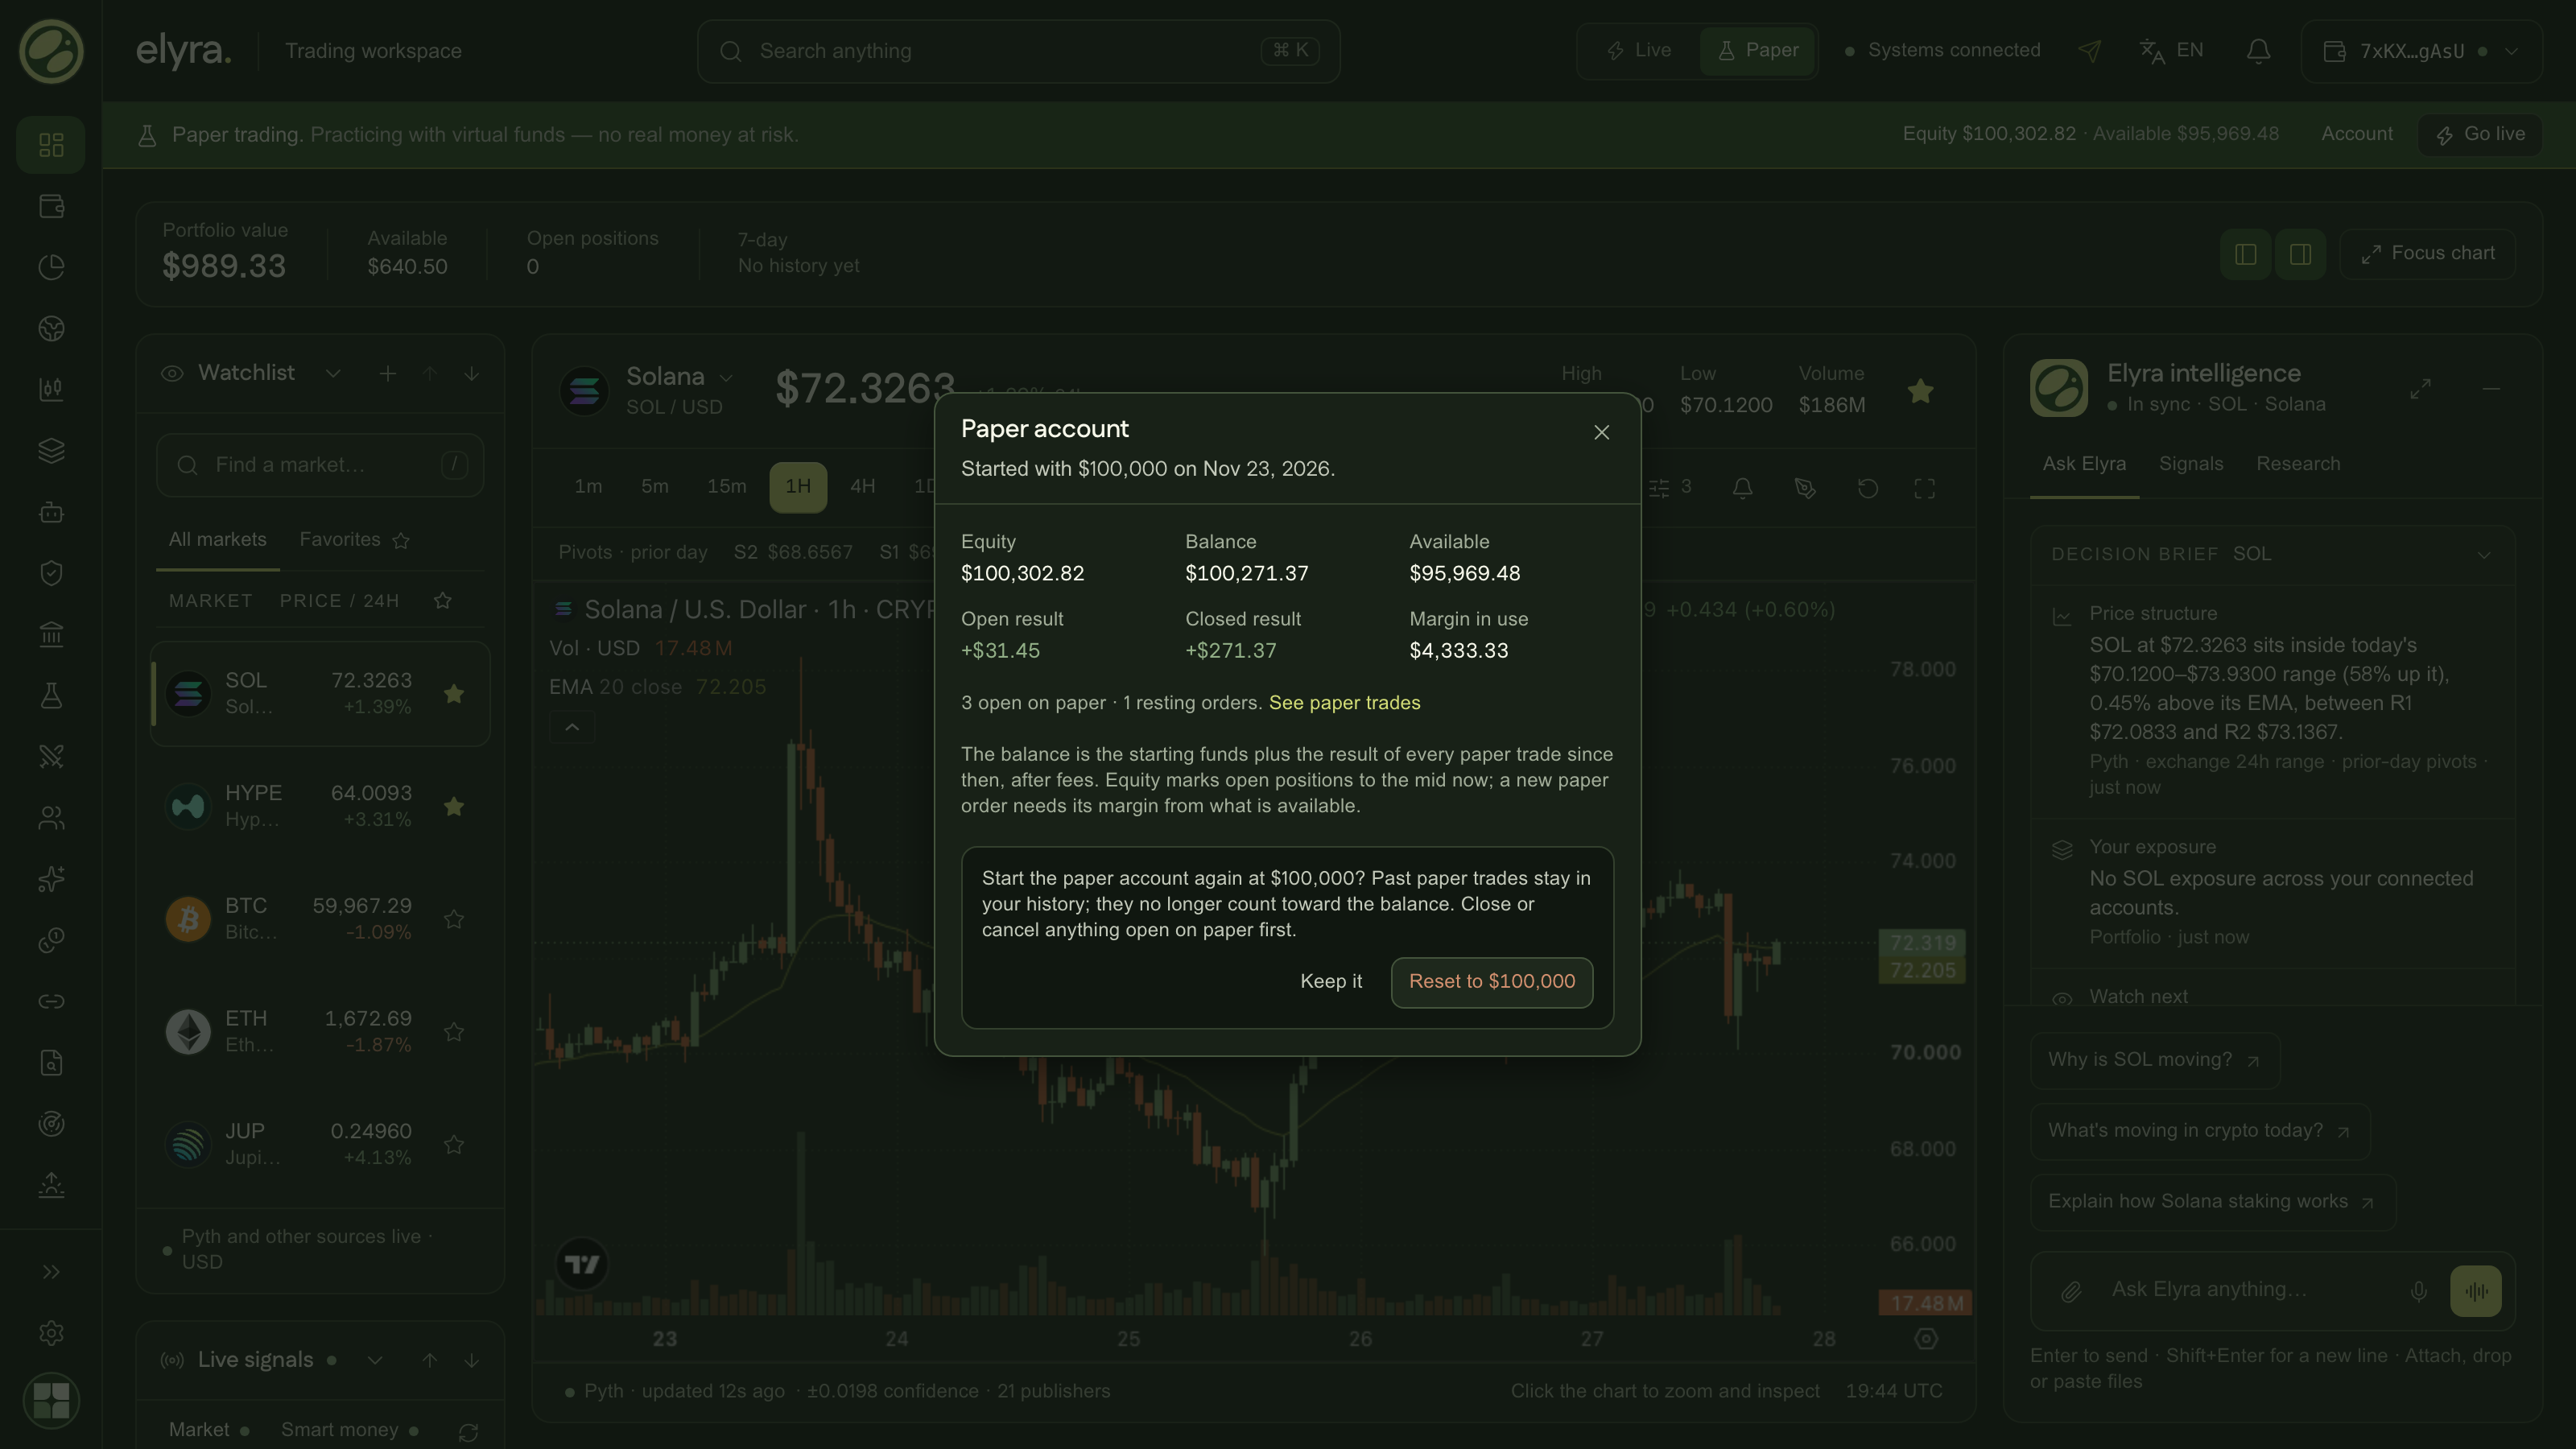 elyra.
Trading workspace
Search anything
⌘ K
Live
Paper
Systems connected
EN
7xKX…gAsU
Paper trading. Practicing with virtual funds — no real money at risk.
Equity $100,302.82 · Available $95,969.48
Account
Go live
Portfolio value
$989.33
Available
$640.50
Open positions
0
7-day
No history yet
Focus chart
Watchlist
Find a market…
/
All markets
Favorites
MARKET
PRICE / 24H
SOL
72.3263
Sol…
+1.39%
HYPE
64.0093
Hyp…
+3.31%
BTC
59,967.29
Bitc…
-1.09%
ETH
1,672.69
Eth…
-1.87%
JUP
0.24960
Jupi…
+4.13%
Pyth and other sources live ·
USD
Live signals
Market
Smart money
Solana
SOL / USD
$72.3263
High
Low
$70.1200
Volume
$186M
1m
5m
15m
1H
4H
3
Pivots · prior day
S2 $68.6567
S1
Solana / U.S. Dollar · 1h ·
+0.434 (+0.60%)
Vol · USD 17.48 M
EMA 20 close 72.205
78.000
76.000
74.000
72.319
72.205
70.000
68.000
66.000
17.48 M
23
24
25
26
27
28
Pyth · updated 12s ago · ±0.0198 confidence · 21 publishers
Click the chart to zoom and inspect
19:44 UTC
Paper account
Started with $100,000 on Nov 23, 2026.
Equity
$100,302.82
Balance
$100,271.37
Available
$95,969.48
Open result
+$31.45
Closed result
+$271.37
Margin in use
$4,333.33
3 open on paper · 1 resting orders. See paper trades
The balance is the starting funds plus the result of every paper trade since
then, after fees. Equity marks open positions to the mid now; a new paper
order needs its margin from what is available.
Start the paper account again at $100,000? Past paper trades stay in
your history; they no longer count toward the balance. Close or
cancel anything open on paper first.
Keep it
Reset to $100,000
Elyra intelligence
In sync · SOL · Solana
Ask Elyra
Signals
Research
DECISION BRIEF SOL
Price structure
SOL at $72.3263 sits inside today's
$70.1200–$73.9300 range (58% up it),
0.45% above its EMA, between R1
$72.0833 and R2 $73.1367.
Pyth · exchange 24h range · prior-day pivots ·
just now
Your exposure
No SOL exposure across your connected
accounts.
Portfolio · just now
Watch next
Why is SOL moving?
What's moving in crypto today?
Explain how Solana staking works
Ask Elyra anything…
Enter to send · Shift+Enter for a new line · Attach, drop
or paste files